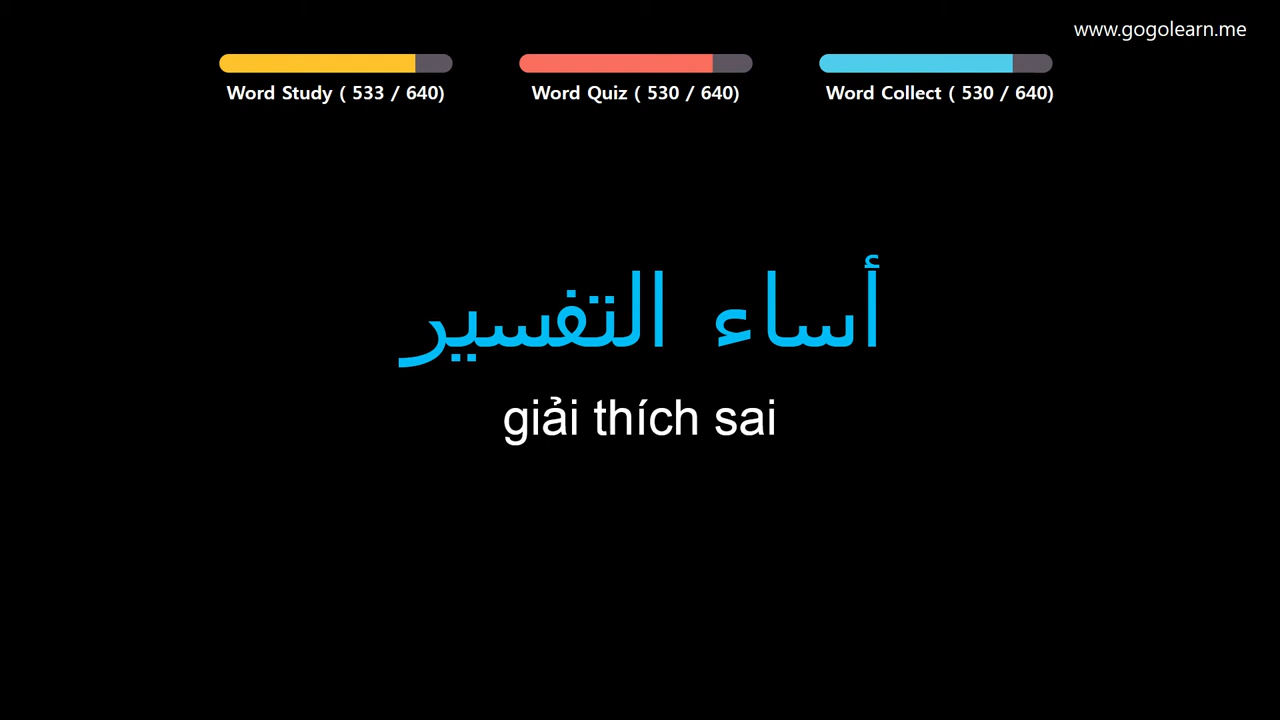 www.gogolearn.me
Word Study ( 533 / 640)
Word Quiz ( 530 / 640)
Word Collect ( 530 / 640)
أساء التفسير
giải thích sai